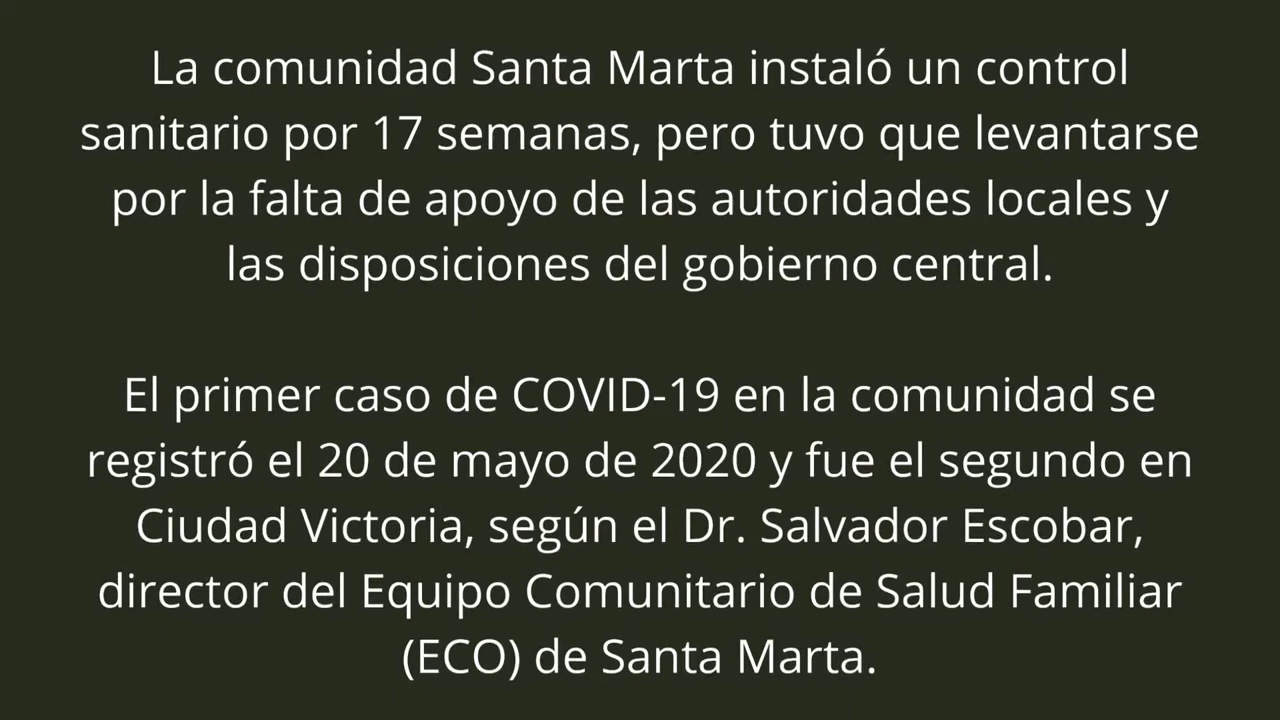 La comunidad Santa Marta instaló un control
sanitario por 17 semanas, pero tuvo que levantarse
por la falta de apoyo de las autoridades locales y
las disposiciones del gobierno central.
El primer caso de COVID-19 en la comunidad se
registró el 20 de mayo de 2020 y fue el segundo en
Ciudad Victoria, según el Dr. Salvador Escobar,
director del Equipo Comunitario de Salud Familiar
(ECO) de Santa Marta.